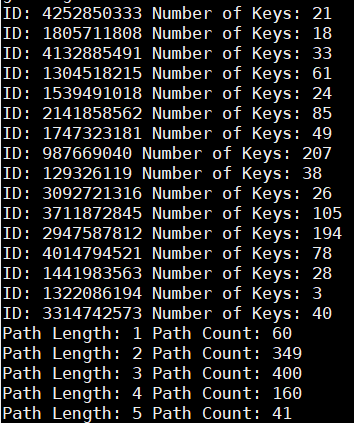 ID: 4252850333 Number of Keys: 21
ID: 1805711808 Number of Keys: 18
ID: 4132885491 Number of Keys: 33
ID: 1304518215 Number of Keys: 61
ID: 1539491018 Number of Keys: 24
ID: 2141858562 Number of Keys: 85
ID: 1747323181 Number of Keys: 49
ID: 987669040 Number of Keys: 207
ID: 129326119 Number of Keys: 38
ID: 3092721316 Number of Keys: 26
ID: 3711872845 Number of Keys: 105
ID: 2947587812 Number of Keys: 194
ID: 4014794521 Number of Keys: 78
ID: 1441983563 Number of Keys: 28
ID: 1322086194 Number of Keys: 3
ID: 3314742573 Number of Keys: 40
Path Length: 1 Path Count: 60
Path Length: 2 Path Count: 349
Path Length: 3 Path Count: 400
Path Length: 4 Path Count: 160
Path Length: 5 Path Count: 41